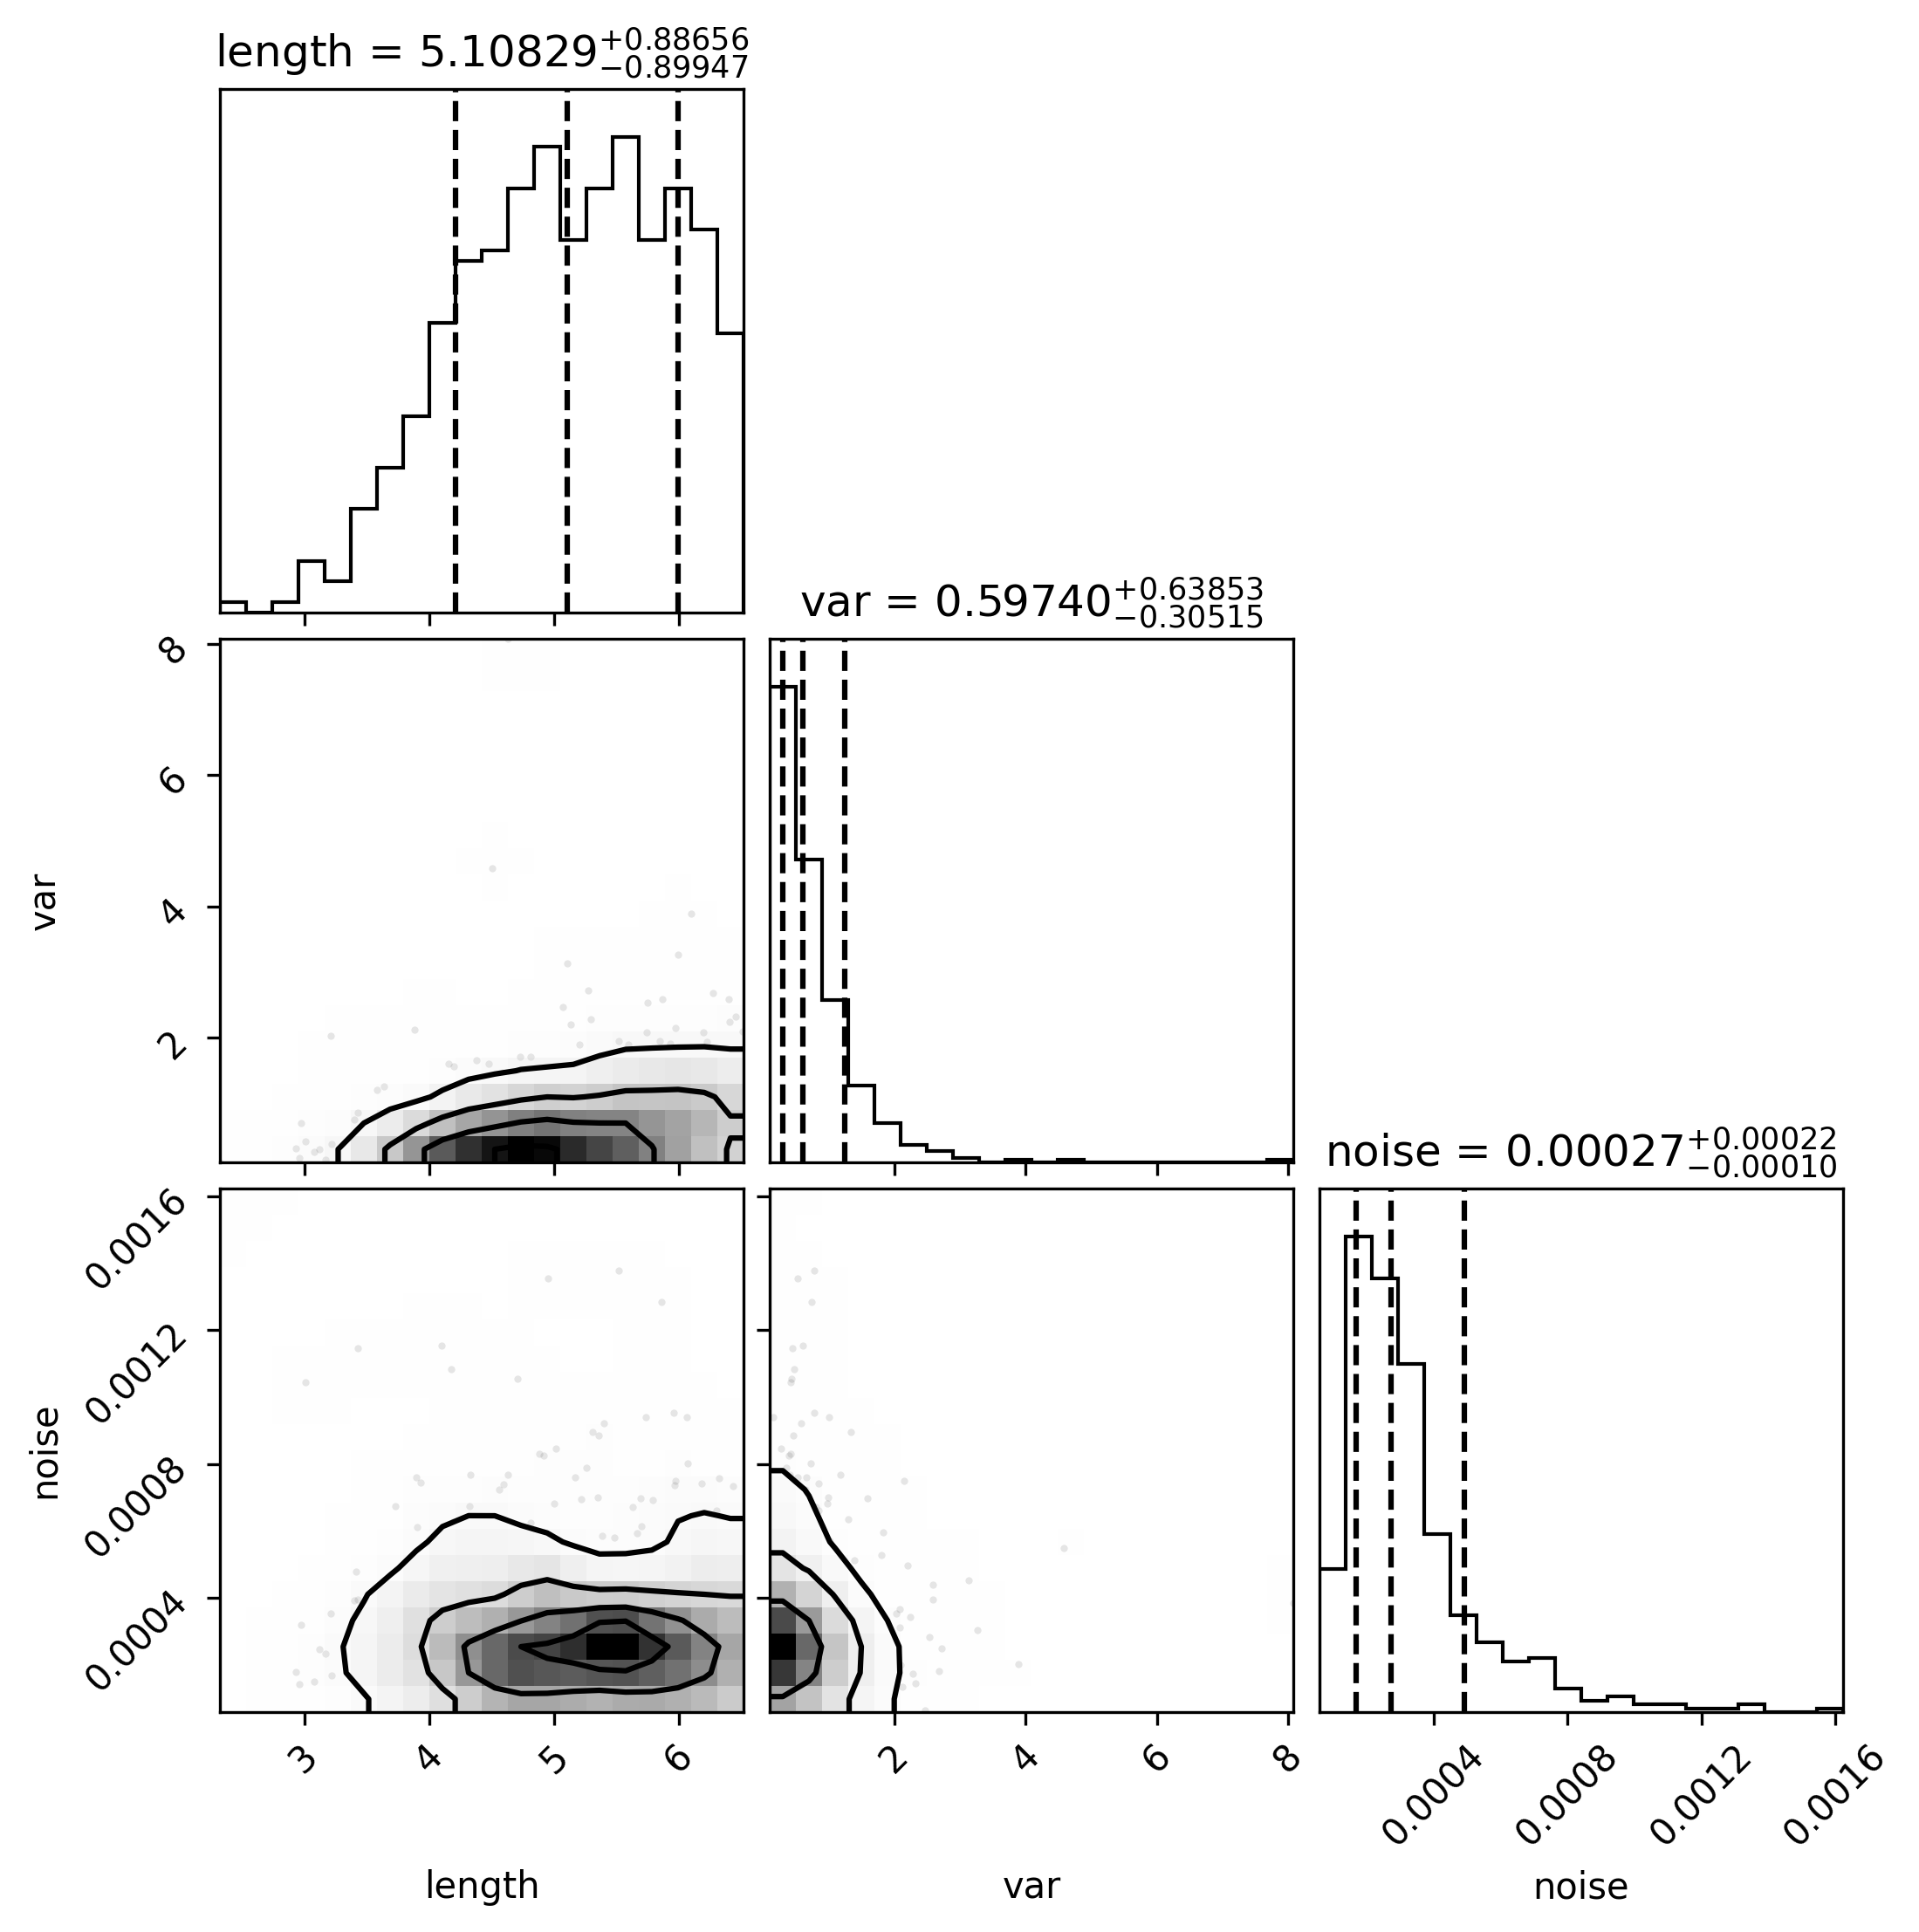 length = 5.10829+0.88656−0.89947
var = 0.59740+0.63853−0.30515
8
6
4
2
var
noise = 0.00027+0.00022−0.00010
0.0016
0.0012
0.0008
0.0004
noise
3 4 5 6 2 4 6 8 0.0004 0.0008 0.0012 0.0016
length var noise